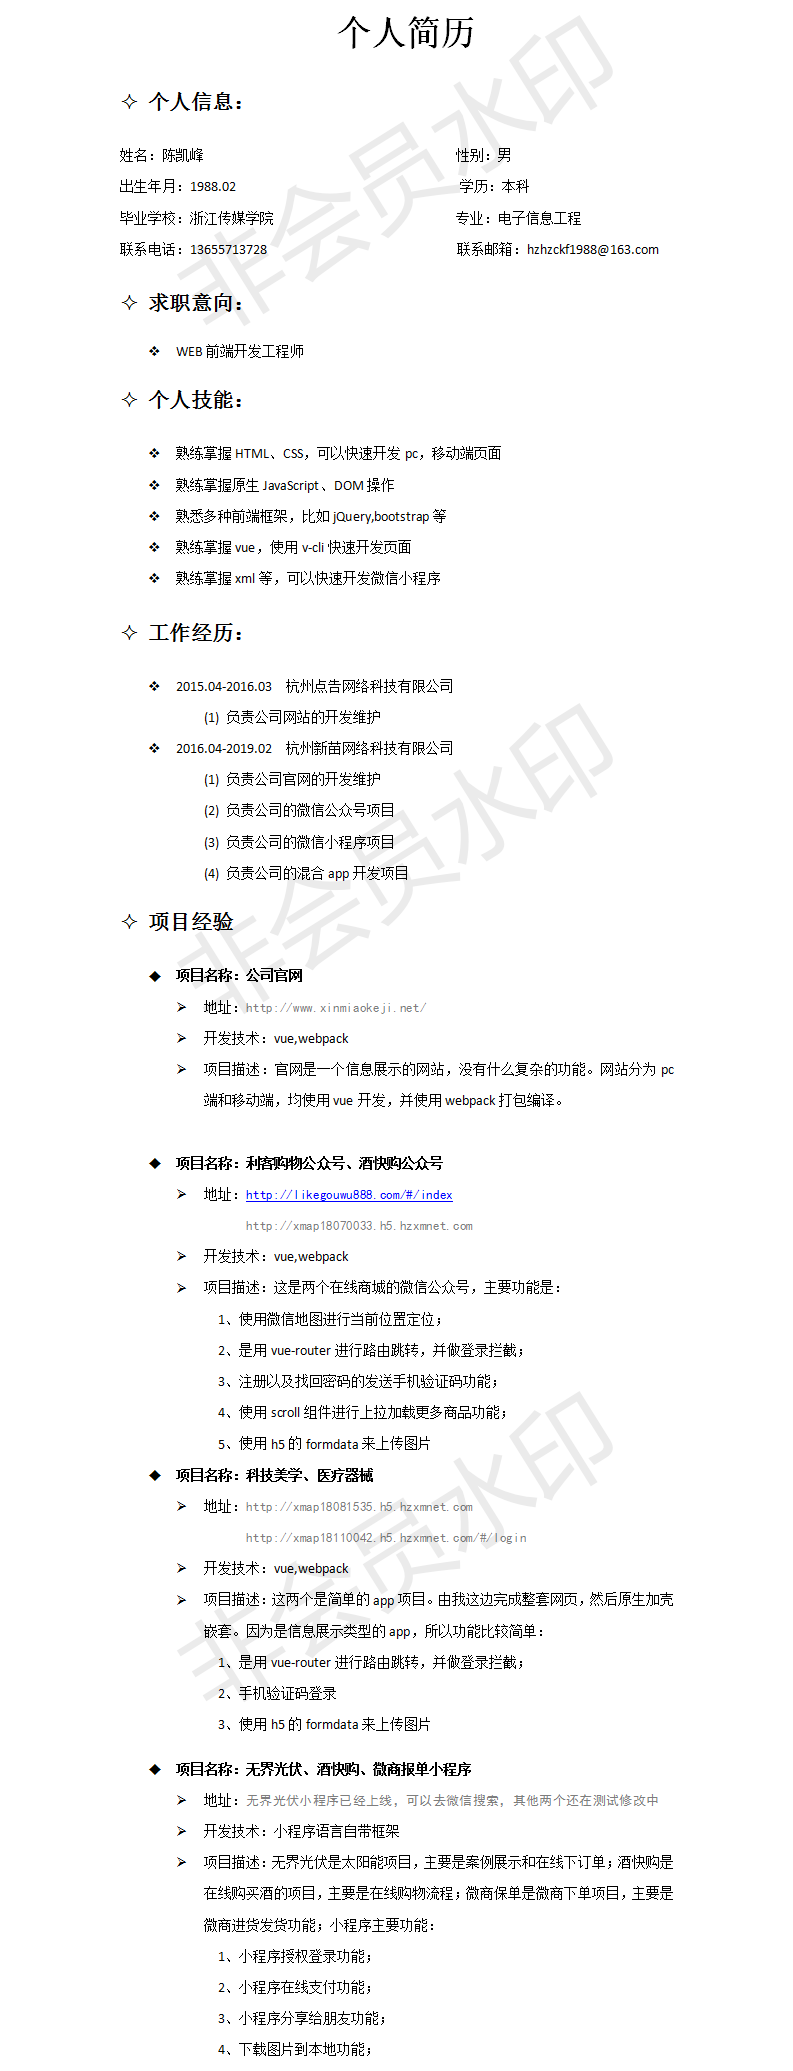 个人简历
个人信息：
姓名：陈凯峰 性别：男
出生年月：1988.02 学历：本科
毕业学校：浙江传媒学院 专业：电子信息工程
联系电话：13655713728 联系邮箱：hzhzckf1988@163.com
求职意向：
WEB 前端开发工程师
个人技能：
熟练掌握 HTML、CSS，可以快速开发 pc，移动端页面
熟练掌握原生 JavaScript、DOM 操作
熟悉多种前端框架，比如 jQuery,bootstrap 等
熟练掌握 vue，使用 v-cli 快速开发页面
熟练掌握 xml 等，可以快速开发微信小程序
工作经历：
2015.04-2016.03 杭州点告网络科技有限公司
(1) 负责公司网站的开发维护
2016.04-2019.02 杭州新苗网络科技有限公司
(1) 负责公司官网的开发维护
(2) 负责公司的微信公众号项目
(3) 负责公司的微信小程序项目
(4) 负责公司的混合 app 开发项目
项目经验
项目名称：公司官网
地址：http://www.xinmiaokeji.net/
开发技术：vue,webpack
项目描述：官网是一个信息展示的网站，没有什么复杂的功能。网站分为 pc
端和移动端，均使用 vue 开发，并使用 webpack 打包编译。
项目名称：利客购物公众号、酒快购公众号
地址：http://likegouwu888.com/#/index
http://xmap18070033.h5.hzxmnet.com
开发技术：vue,webpack
项目描述：这是两个在线商城的微信公众号，主要功能是：
1、使用微信地图进行当前位置定位；
2、是用 vue-router 进行路由跳转，并做登录拦截；
3、注册以及找回密码的发送手机验证码功能；
4、使用 scroll 组件进行上拉加载更多商品功能；
5、使用 h5 的 formdata 来上传图片
项目名称：科技美学、医疗器械
地址：http://xmap18081535.h5.hzxmnet.com
http://xmap18110042.h5.hzxmnet.com/#/login
开发技术：vue,webpack
项目描述：这两个是简单的 app 项目。由我这边完成整套网页，然后原生加壳
嵌套。因为是信息展示类型的 app，所以功能比较简单：
1、是用 vue-router 进行路由跳转，并做登录拦截；
2、手机验证码登录
3、使用 h5 的 formdata 来上传图片
项目名称：无界光伏、酒快购、微商报单小程序
地址：无界光伏小程序已经上线，可以去微信搜索，其他两个还在测试修改中
开发技术：小程序语言自带框架
项目描述：无界光伏是太阳能项目，主要是案例展示和在线下订单；酒快购是
在线购买酒的项目，主要是在线购物流程；微商保单是微商下单项目，主要是
微商进货发货功能；小程序主要功能：
1、小程序授权登录功能；
2、小程序在线支付功能；
3、小程序分享给朋友功能；
4、下载图片到本地功能；
非会员水印
非会员水印
非会员水印